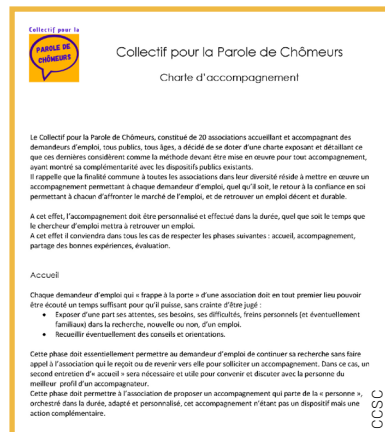 Collectif pour la
PAROLE DE
CHÔMEURS
Collectif pour la Parole de Chômeurs
Charte d'accompagnement
Le Collectif pour la Parole de Chômeurs, constitué de 20 associations accueillant et accompagnant des
demandeurs d'emploi, tous publics, tous âges, a décidé de se doter d'une charte exposant et détaillant ce
que ces dernières considèrent comme la méthode devant être mise en œuvre pour tout accompagnement,
ayant montré sa complémentarité avec les dispositifs publics existants.
Il rappelle que la finalité commune à toutes les associations dans leur diversité réside à mettre en œuvre un
accompagnement permettant à chaque demandeur d'emploi, quel qu'il soit, le retour à la confiance en soi
permettant à chacun d'affronter le marché de l'emploi, et de retrouver un emploi décent et durable.
A cet effet, l'accompagnement doit être personnalisé et effectué dans la durée, quel que soit le temps que
le chercheur d'emploi mettra à retrouver un emploi.
A cet effet il conviendra dans tous les cas de respecter les phases suivantes : accueil, accompagnement,
partage des bonnes expériences, évaluation.
Accueil
Chaque demandeur d'emploi qui « frappe à la porte » d'une association doit en tout premier lieu pouvoir
être écouté un temps suffisant pour qu'il puisse, sans crainte d'être jugé :
• Exposer d'une part ses attentes, ses besoins, ses difficultés, freins personnels (et éventuellement
familiaux) dans la recherche, nouvelle ou non, d'un emploi.
• Recueillir éventuellement des conseils et orientations.
Cette phase doit essentiellement permettre au demandeur d'emploi de continuer sa recherche sans faire
appel à l'association qui le reçoit ou de revenir vers elle pour solliciter un accompagnement. Dans ce cas, un
second entretien d'« accueil » sera nécessaire et utile pour convenir et discuter avec la personne du
meilleur profil d'un accompagnateur.
Cette phase doit permettre à l'association de proposer un accompagnement qui parte de la « personne »,
orchestré dans la durée, adapté et personnalisé, cet accompagnement n'étant pas un dispositif mais une
action complémentaire.
CCSC